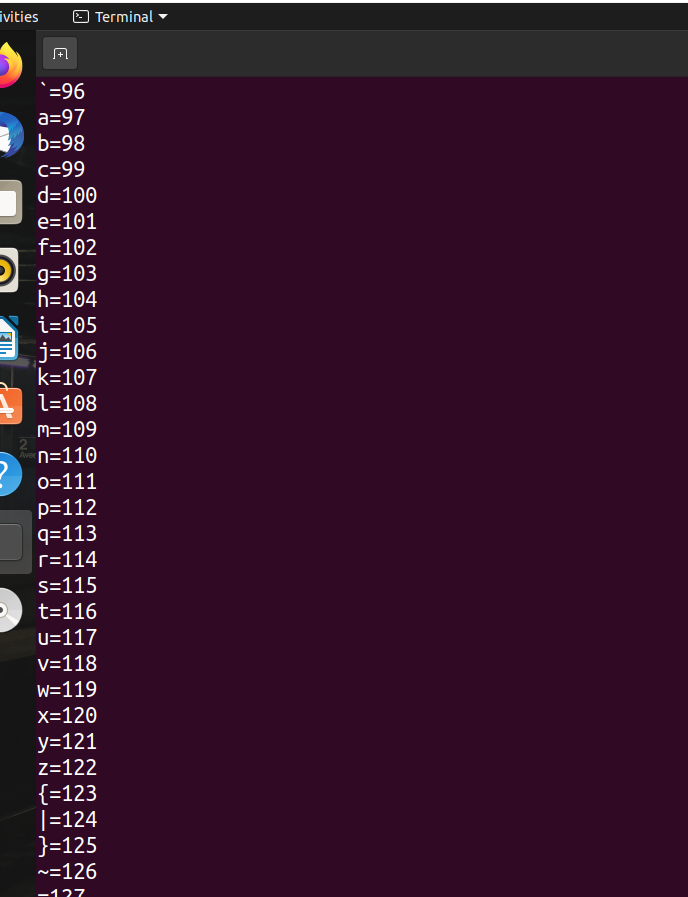 ivities Terminal
`=96
a=97
b=98
c=99
d=100
e=101
f=102
g=103
h=104
i=105
j=106
k=107
l=108
m=109
n=110
o=111
p=112
q=113
r=114
s=115
t=116
u=117
v=118
w=119
x=120
y=121
z=122
{=123
|=124
}=125
~=126
=127